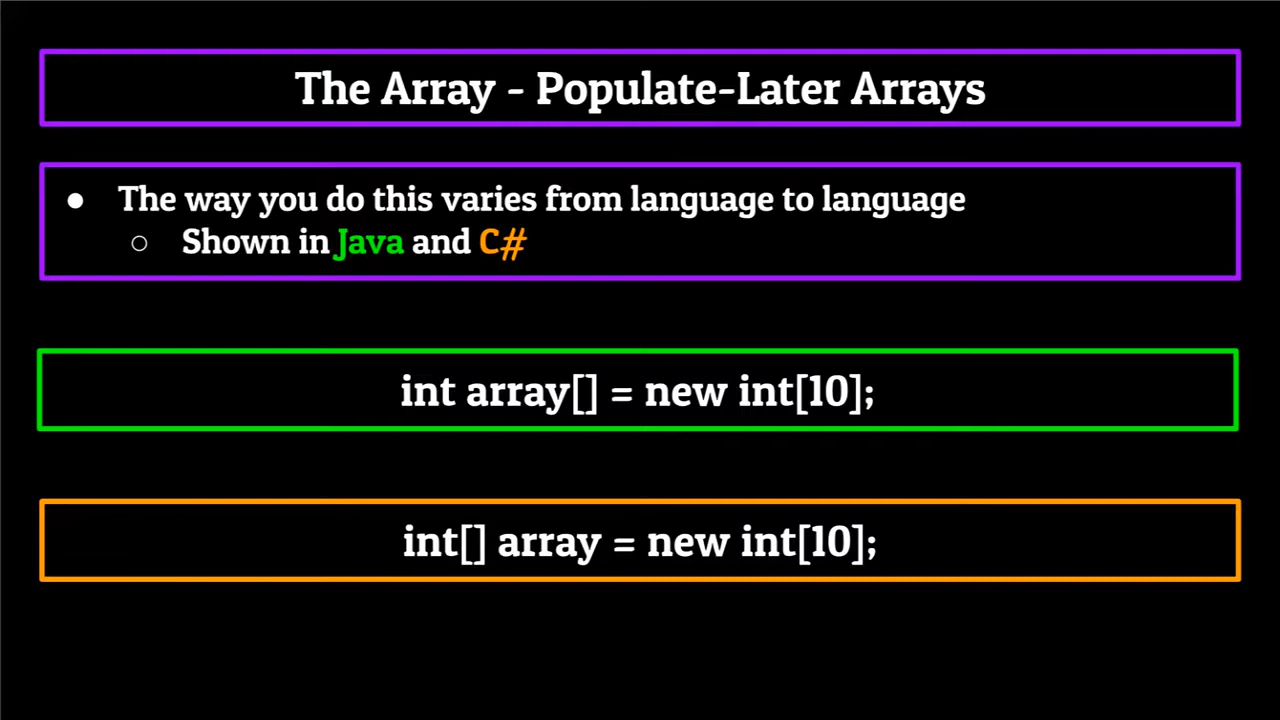 The Array - Populate-Later Arrays
● The way you do this varies from language to language
○ Shown in Java and C#
int array[] = new int[10];
int[] array = new int[10];